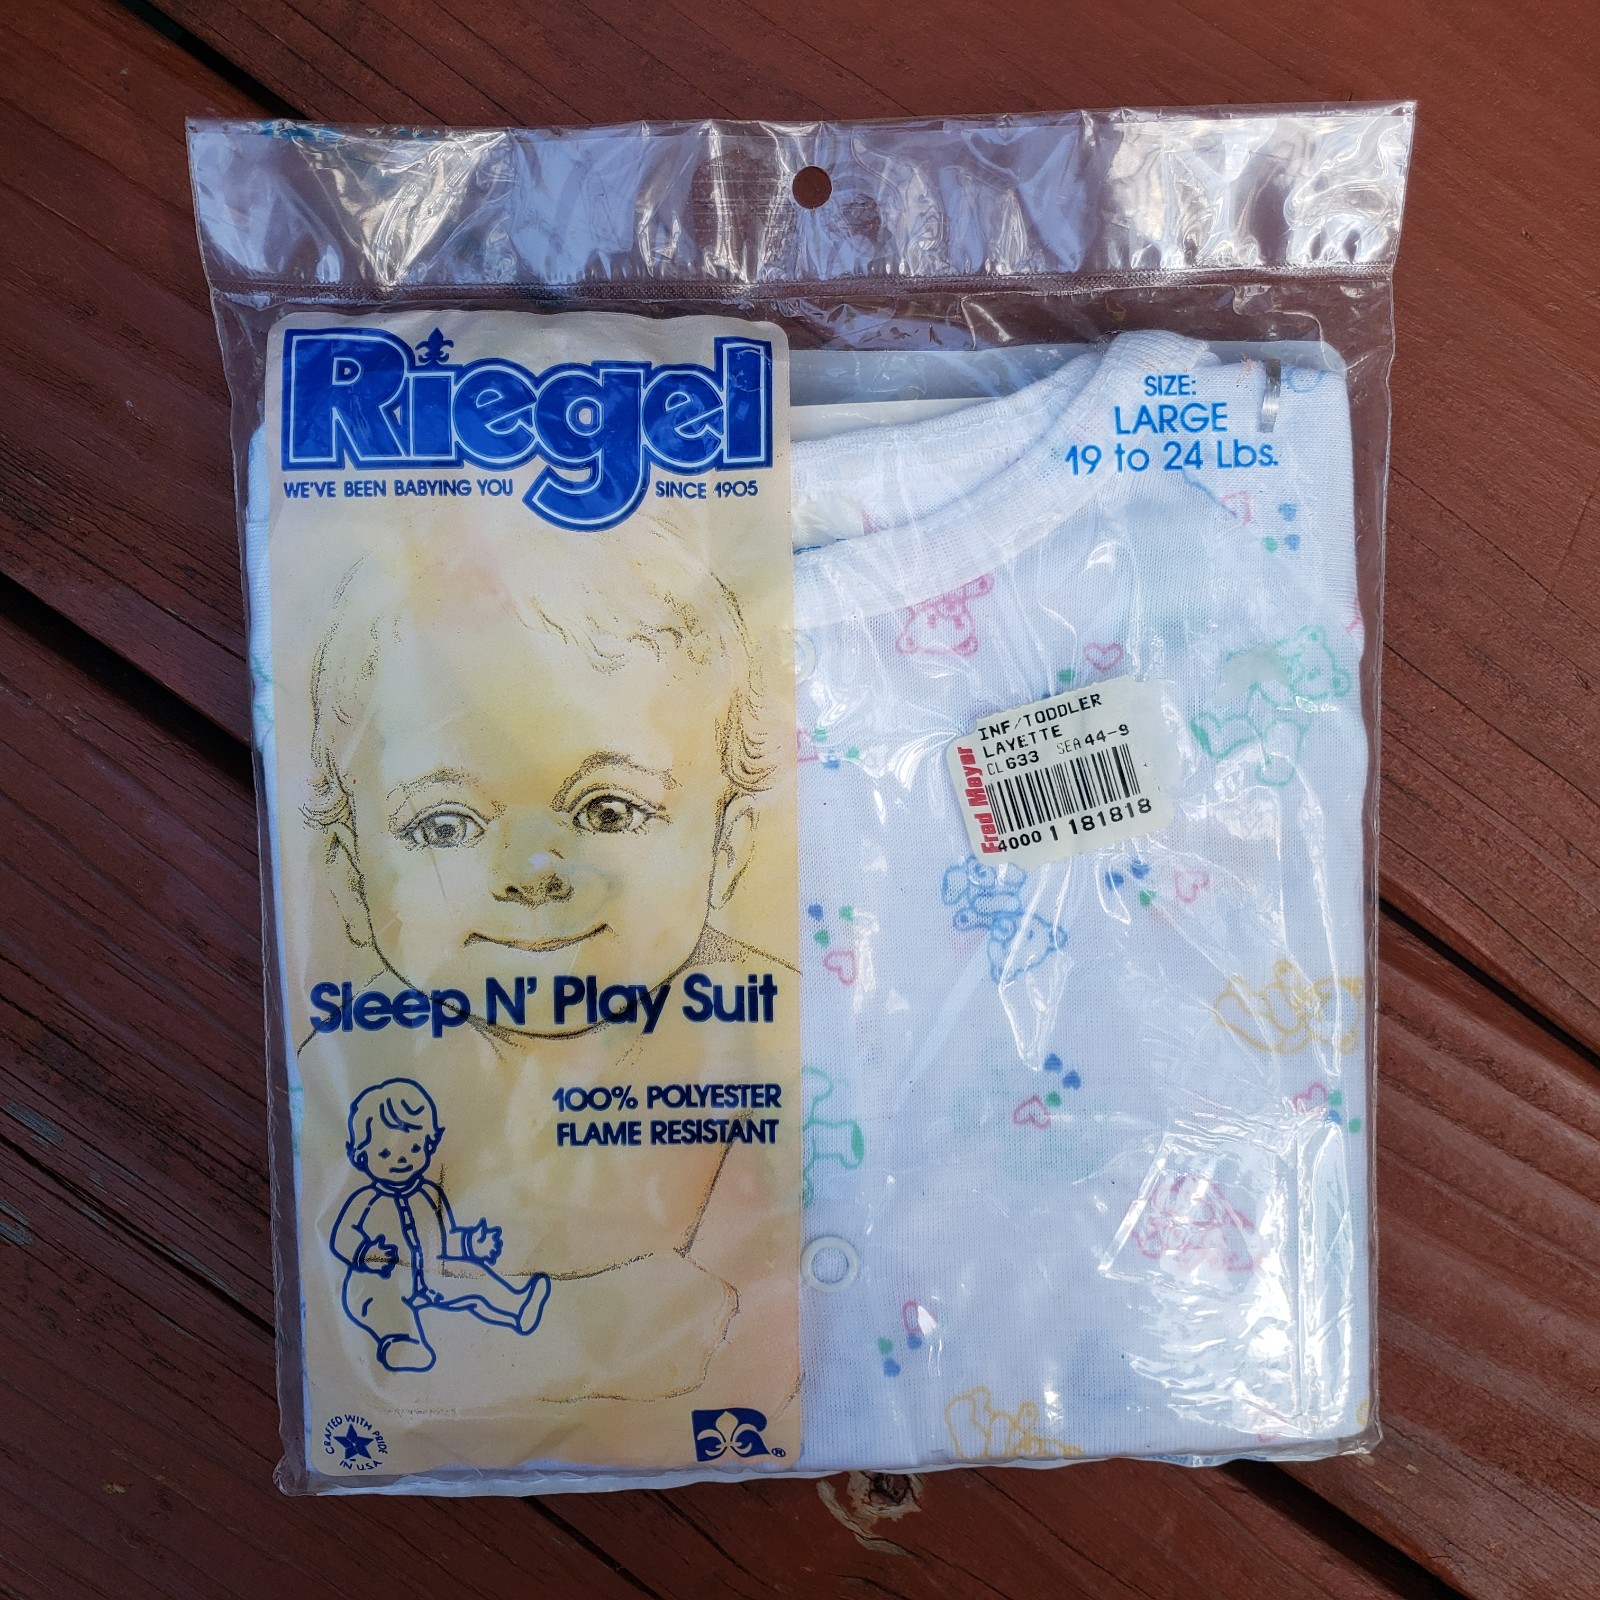 Riegel
WE'VE BEEN BABYING YOU SINCE 1905
SIZE:
LARGE
19 to 24 Lbs.
INF/TODDLER
LAYETTE
CL 633 SEA 44-9
Fred Meyer
4000 1 181818
Sleep N' Play Suit
100% POLYESTER
FLAME RESISTANT
CRAFTED WITH PRIDE
IN U.S.A.
®